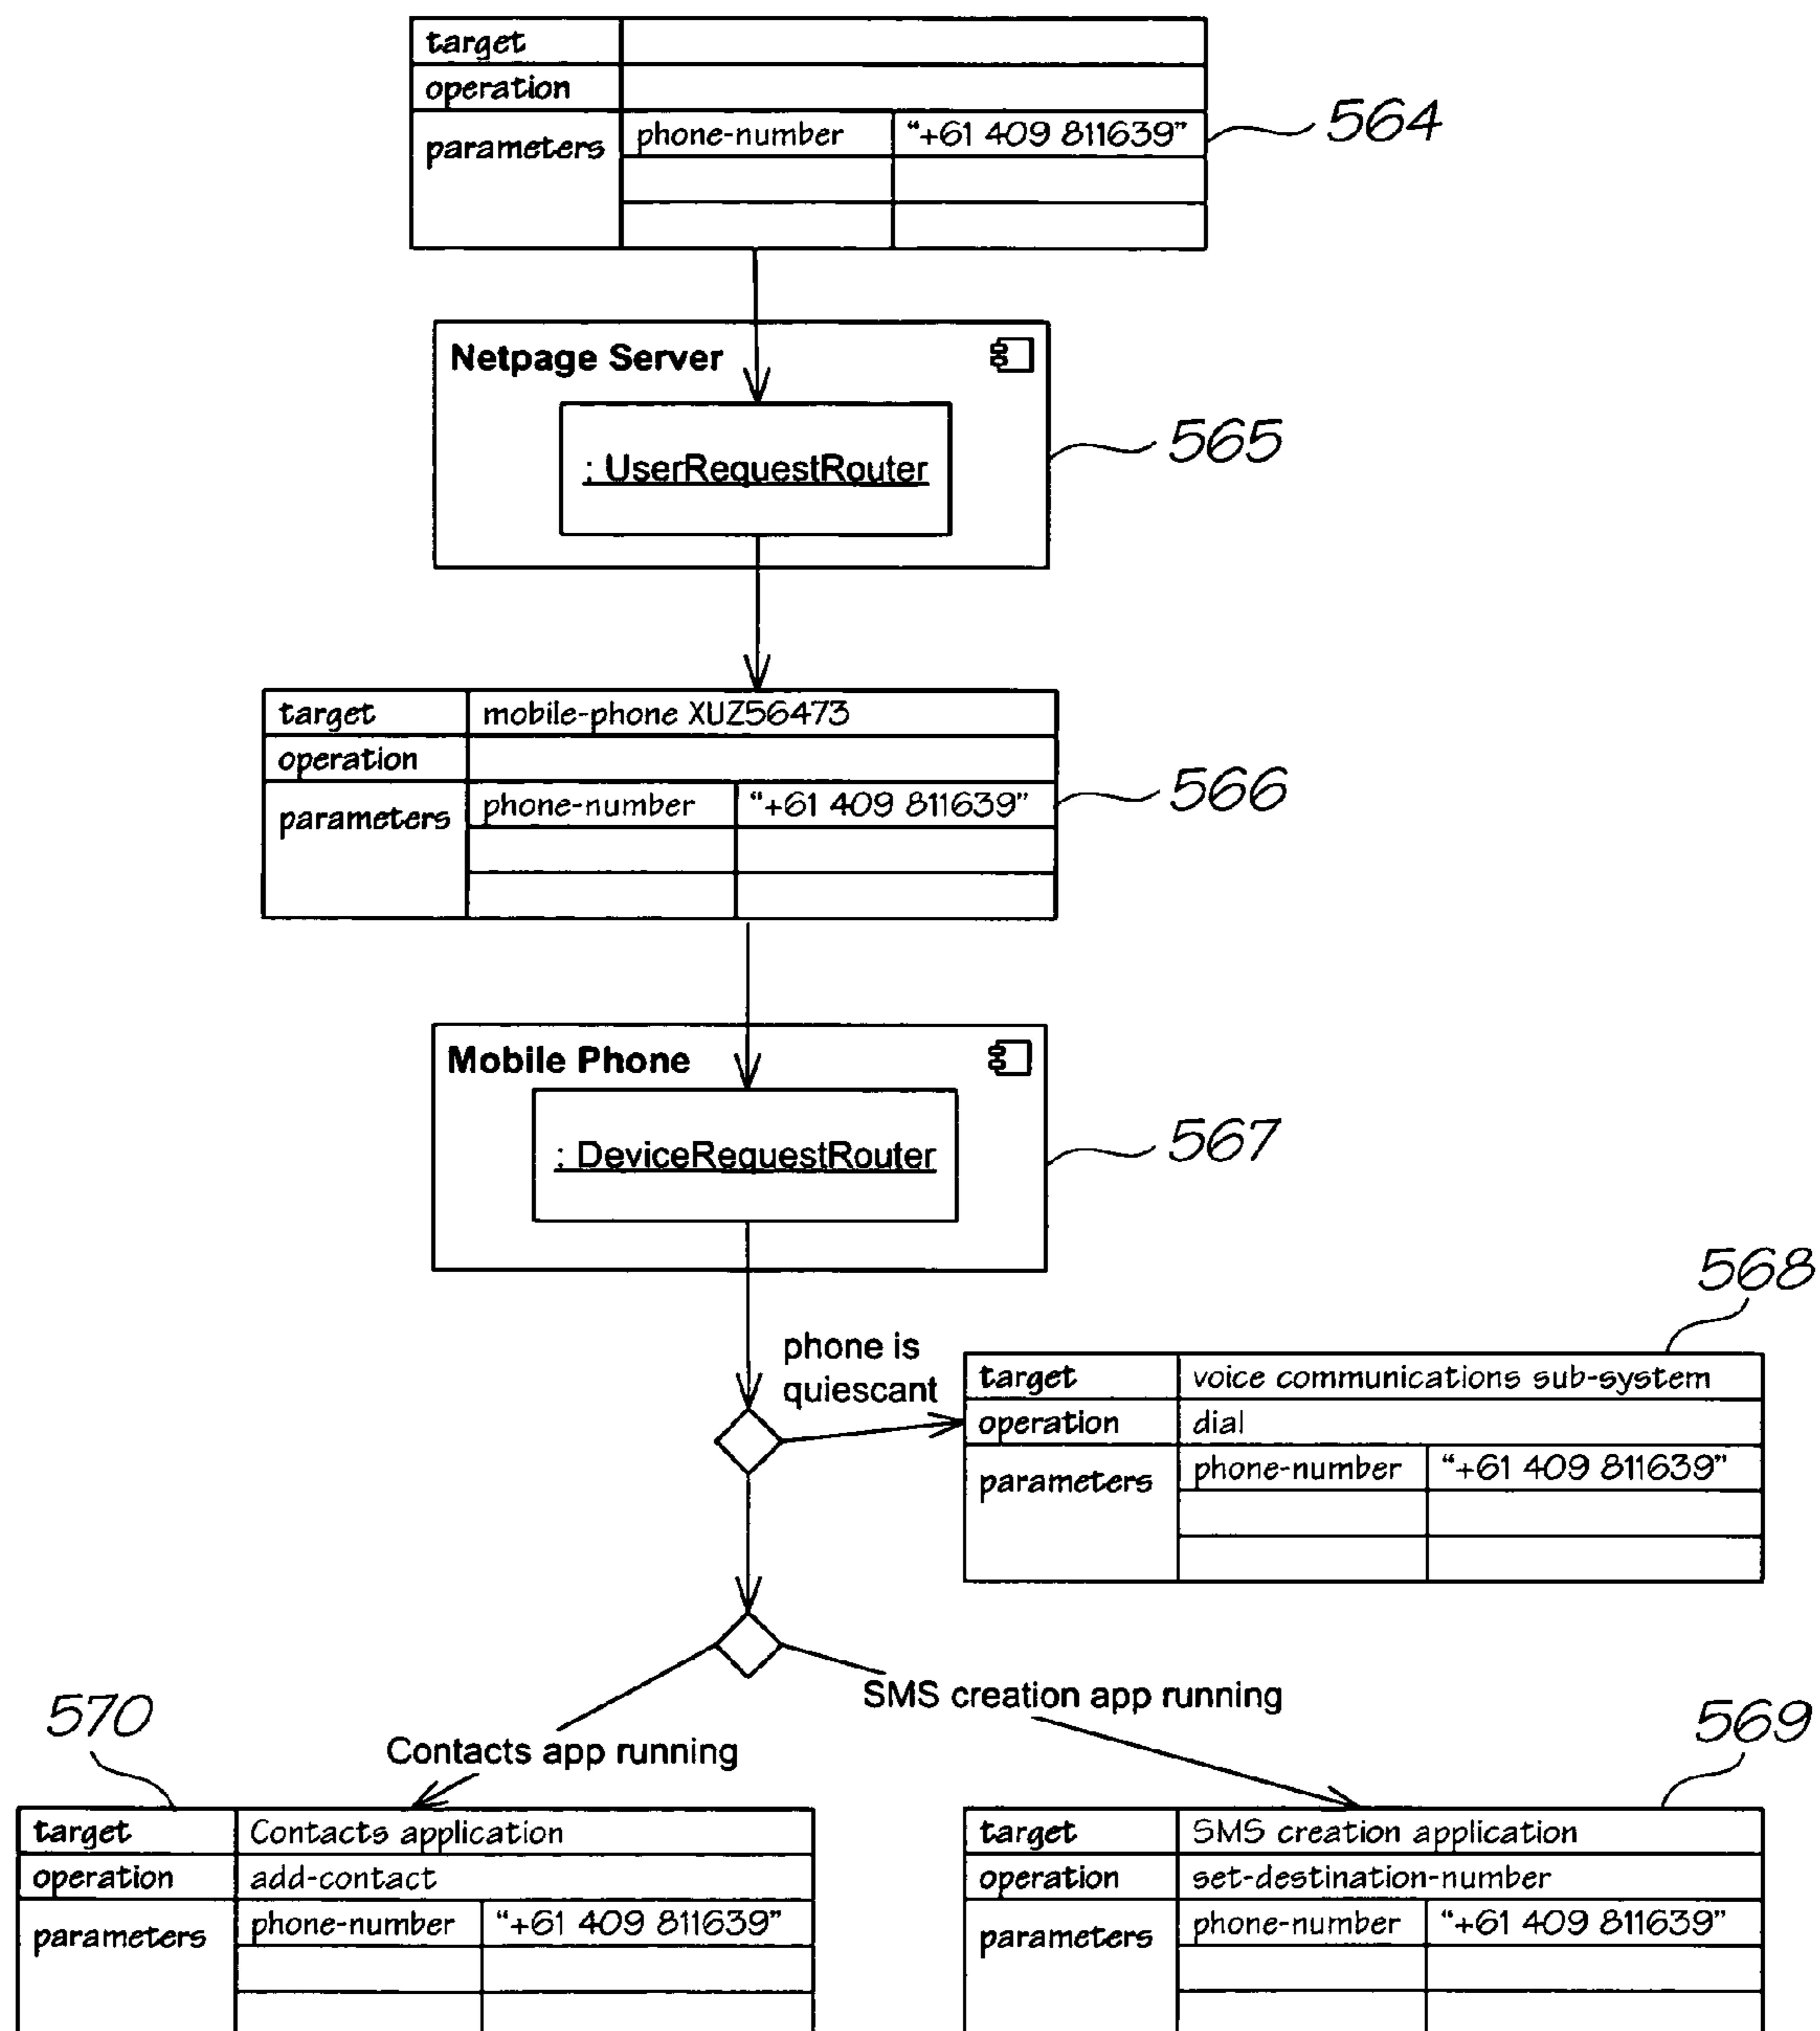 target
operation
parameters phone-number "+61 409 811639"
564
Netpage Server
: UserRequestRouter
565
target mobile-phone XUZ56473
operation
parameters phone-number "+61 409 811639"
566
Mobile Phone
: DeviceRequestRouter
567
phone is
quiescant
568
target voice communications sub-system
operation dial
parameters phone-number "+61 409 811639"
SMS creation app running
Contacts app running
570
target Contacts application
operation add-contact
parameters phone-number "+61 409 811639"
569
target SMS creation application
operation set-destination-number
parameters phone-number "+61 409 811639"